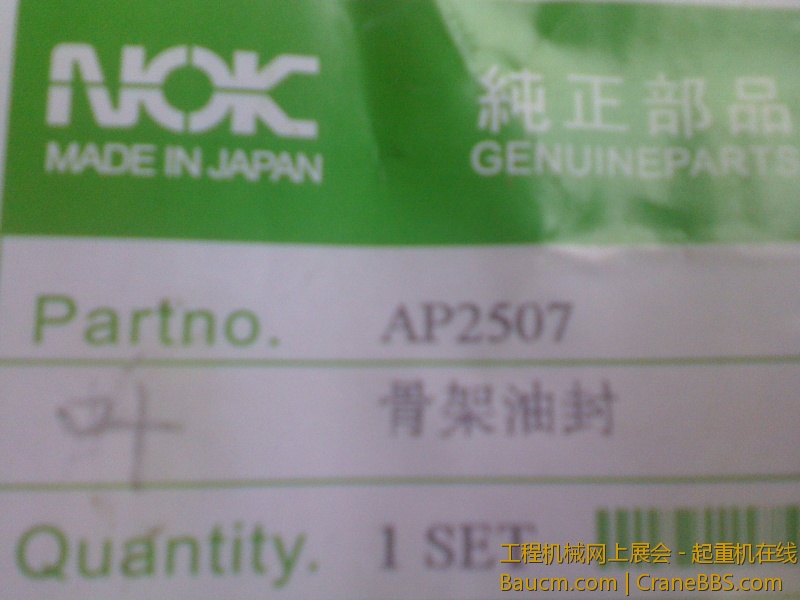 NOK
MADE IN JAPAN
純正部品
GENUINEPARTS
Partno. AP2507
叶 骨架油封
Quantity. 1 SET
工程机械网上展会 - 起重机在线
Baucm.com | CraneBBS.com